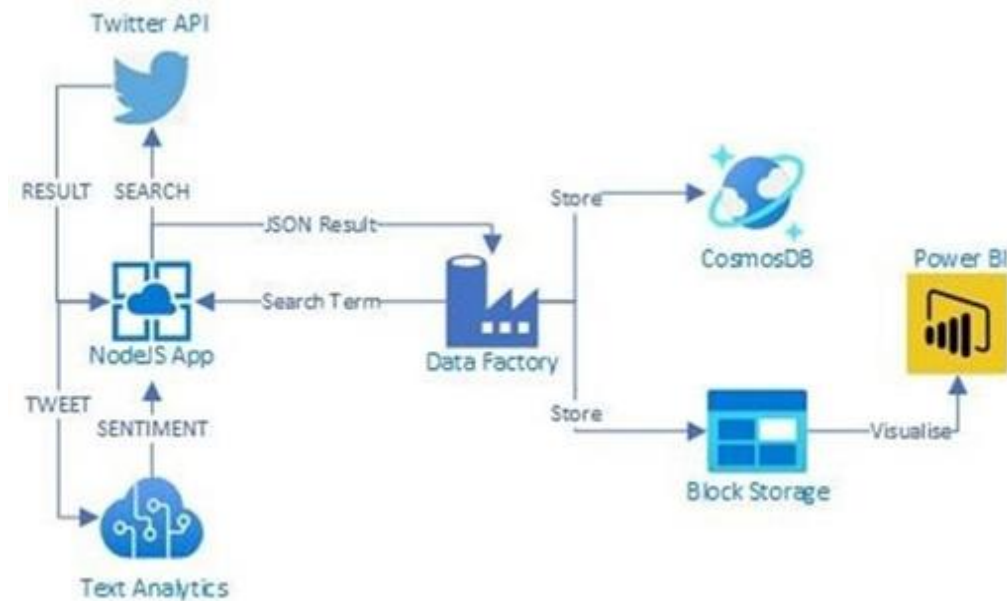 Twitter API
RESULT
SEARCH
JSON Result
Store
CosmosDB
Power BI
Search Term
NodeJS App
Data Factory
TWEET
SENTIMENT
Store
Visualise
Block Storage
Text Analytics